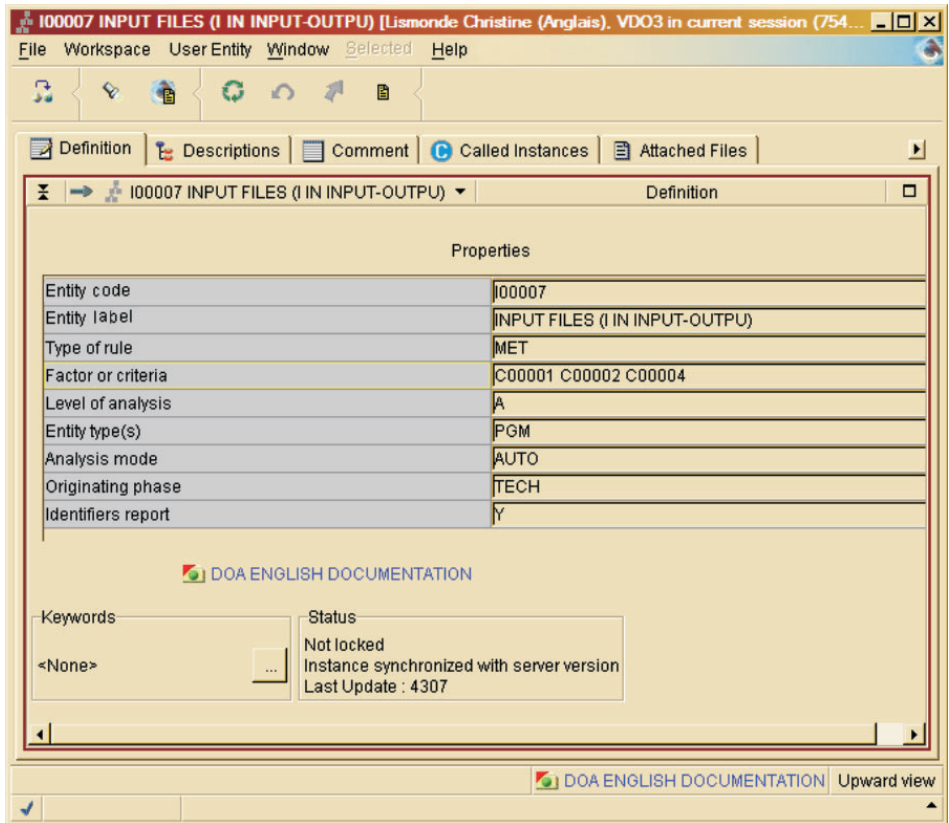 I00007 INPUT FILES (I IN INPUT-OUTPU) [Lismonde Christine (Anglais). VDO3 in current session (754...
File Workspace User Entity Window Selected Help
Definition Descriptions Comment Called Instances Attached Files
I00007 INPUT FILES (I IN INPUT-OUTPU) Definition
Properties
Entity code I00007
Entity label INPUT FILES (I IN INPUT-OUTPU)
Type of rule MET
Factor or criteria C00001 C00002 C00004
Level of analysis A
Entity type(s) PGM
Analysis mode AUTO
Originating phase TECH
Identifiers report Y
DOA ENGLISH DOCUMENTATION
Keywords Status
Not locked
<None> ... Instance synchronized with server version
Last Update : 4307
DOA ENGLISH DOCUMENTATION Upward view